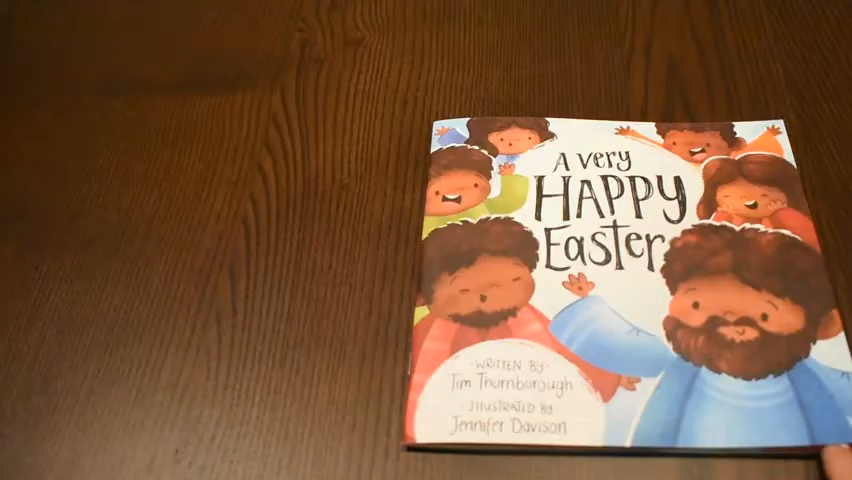 A very
HAPPY
Easter
WRITTEN BY
Tim Thornborough
ILLUSTRATED BY
Jennifer Davison